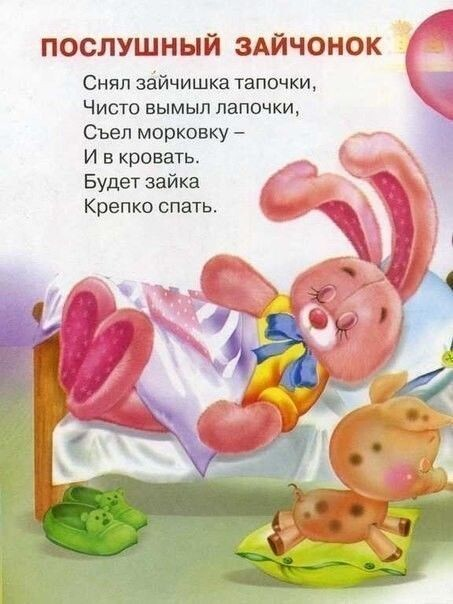 ПОСЛУШНЫЙ ЗАЙЧОНОК
Снял зайчишка тапочки,
Чисто вымыл лапочки,
Съел морковку –
И в кровать.
Будет зайка
Крепко спать.